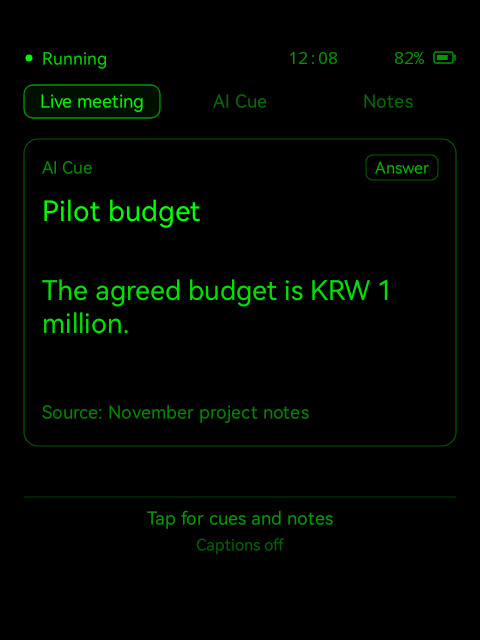 Running
12:08
82%
Live meeting
AI Cue
Notes
AI Cue
Answer
Pilot budget
The agreed budget is KRW 1
million.
Source: November project notes
Tap for cues and notes
Captions off